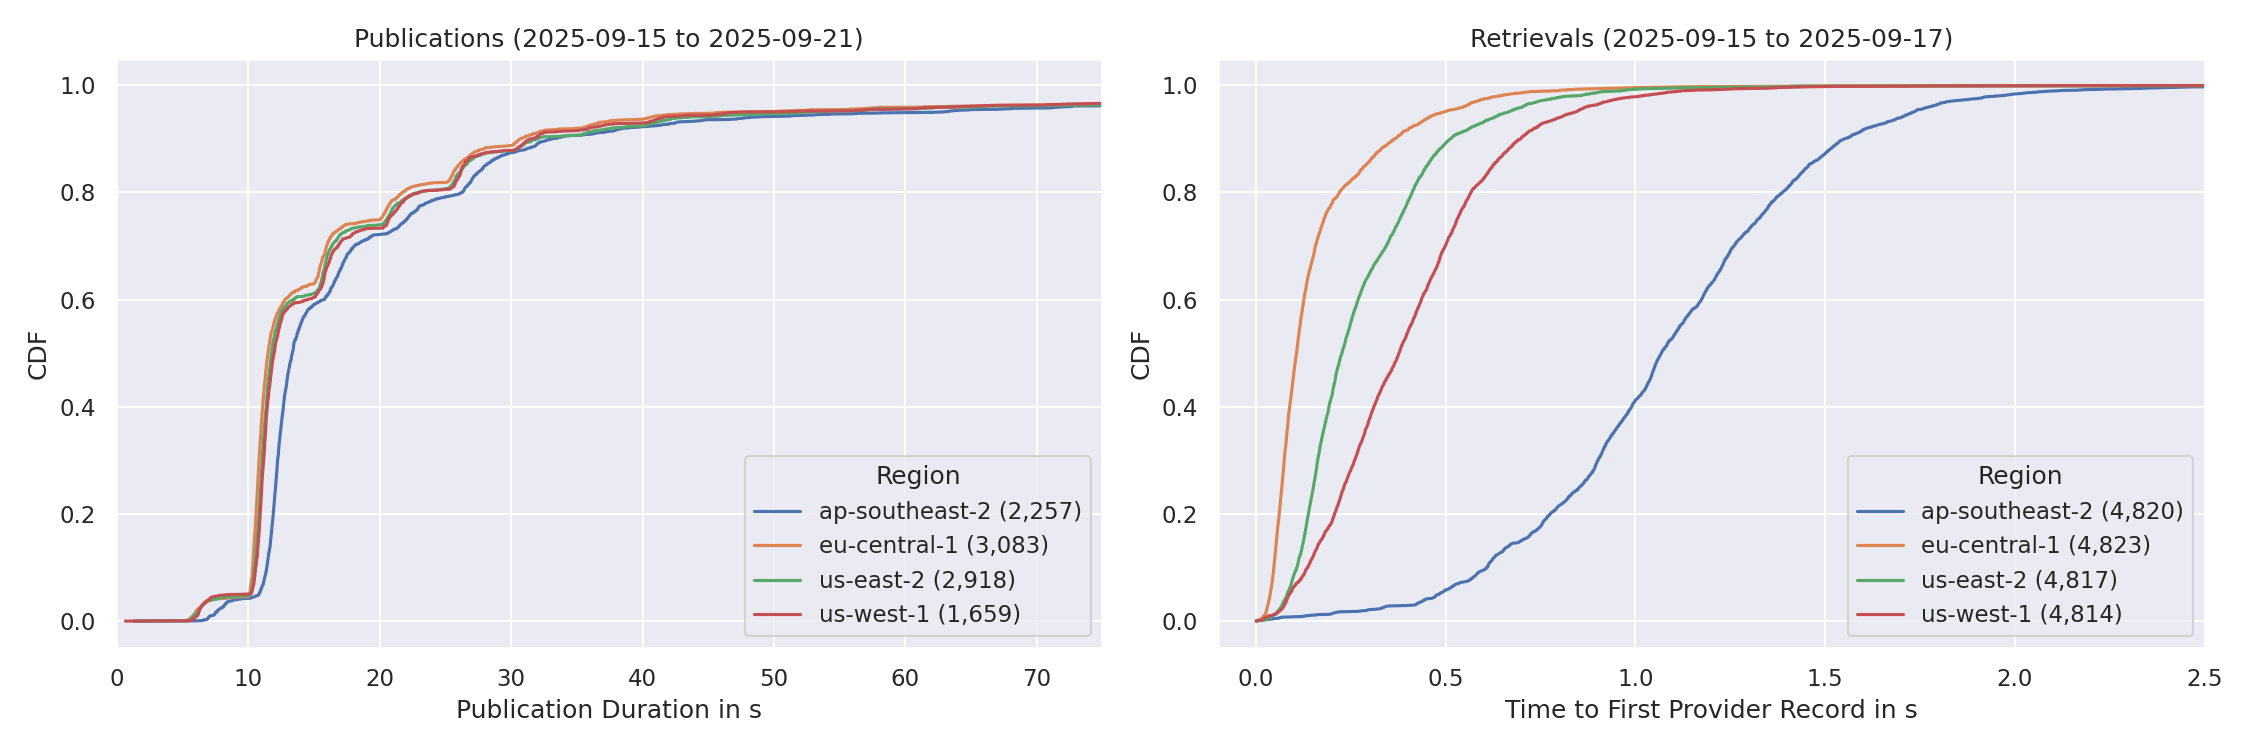 Publications (2025-09-15 to 2025-09-21)
CDF
1.0
0.8
0.6
0.4
0.2
0.0
Region
ap-southeast-2 (2,257)
eu-central-1 (3,083)
us-east-2 (2,918)
us-west-1 (1,659)
0 10 20 30 40 50 60 70
Publication Duration in s
Retrievals (2025-09-15 to 2025-09-17)
CDF
1.0
0.8
0.6
0.4
0.2
0.0
Region
ap-southeast-2 (4,820)
eu-central-1 (4,823)
us-east-2 (4,817)
us-west-1 (4,814)
0.0 0.5 1.0 1.5 2.0 2.5
Time to First Provider Record in s